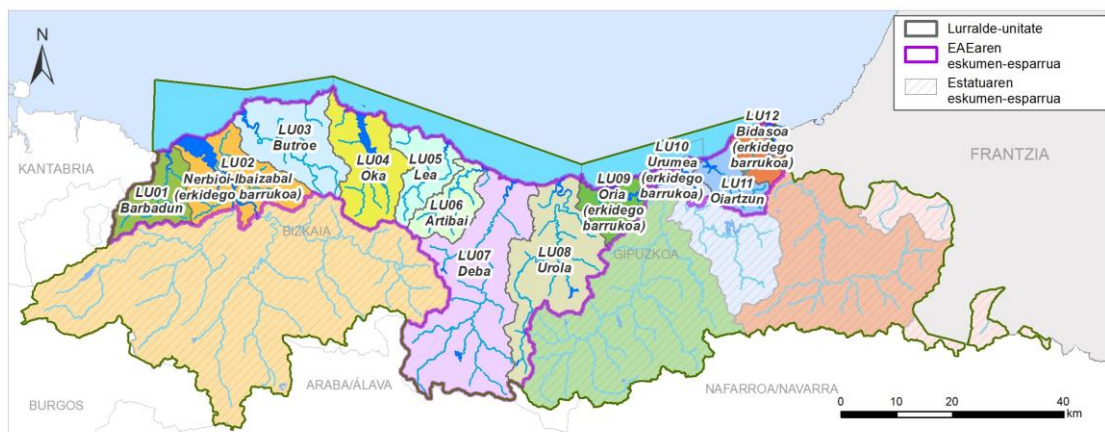 N
Lurralde-unitate
EAEaren
eskumen-esparrua
Estatuaren
eskumen-esparrua
KANTABRIA
FRANTZIA
LU01
Barbadun
LU02
Nerbioi-Ibaizabal
(erkidego barrukoa)
LU03
Butroe
LU04
Oka
LU05
Lea
LU06
Artibai
LU07
Deba
LU08
Urola
LU09
Oria
(erkidego
barrukoa)
LU10
Urumea
(erkidego
barrukoa)
LU11
Oiartzun
LU12
Bidasoa
(erkidego
barrukoa)
BIZKAIA
GIPUZKOA
ARABA/ÁLAVA
NAFARROA/NAVARRA
BURGOS
0 10 20 40
km